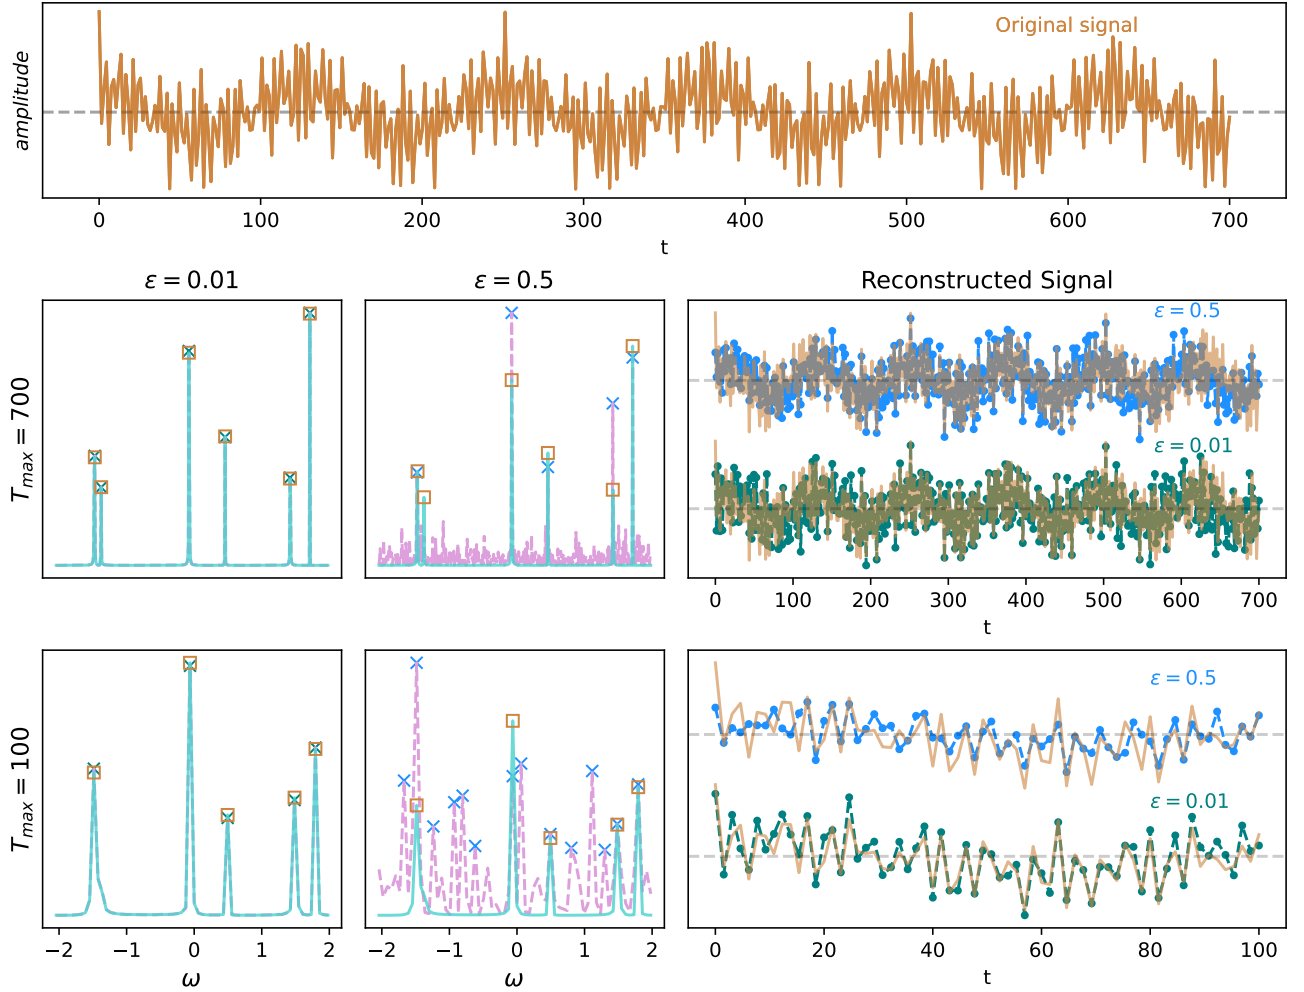 Original signal
amplitude
0 100 200 300 400 500 600 700
t
ε = 0.01
ε = 0.5
Reconstructed Signal
T_max = 700
ε = 0.5
ε = 0.01
0 100 200 300 400 500 600 700
t
T_max = 100
ε = 0.5
ε = 0.01
−2 −1 0 1 2
ω
−2 −1 0 1 2
ω
0 20 40 60 80 100
t